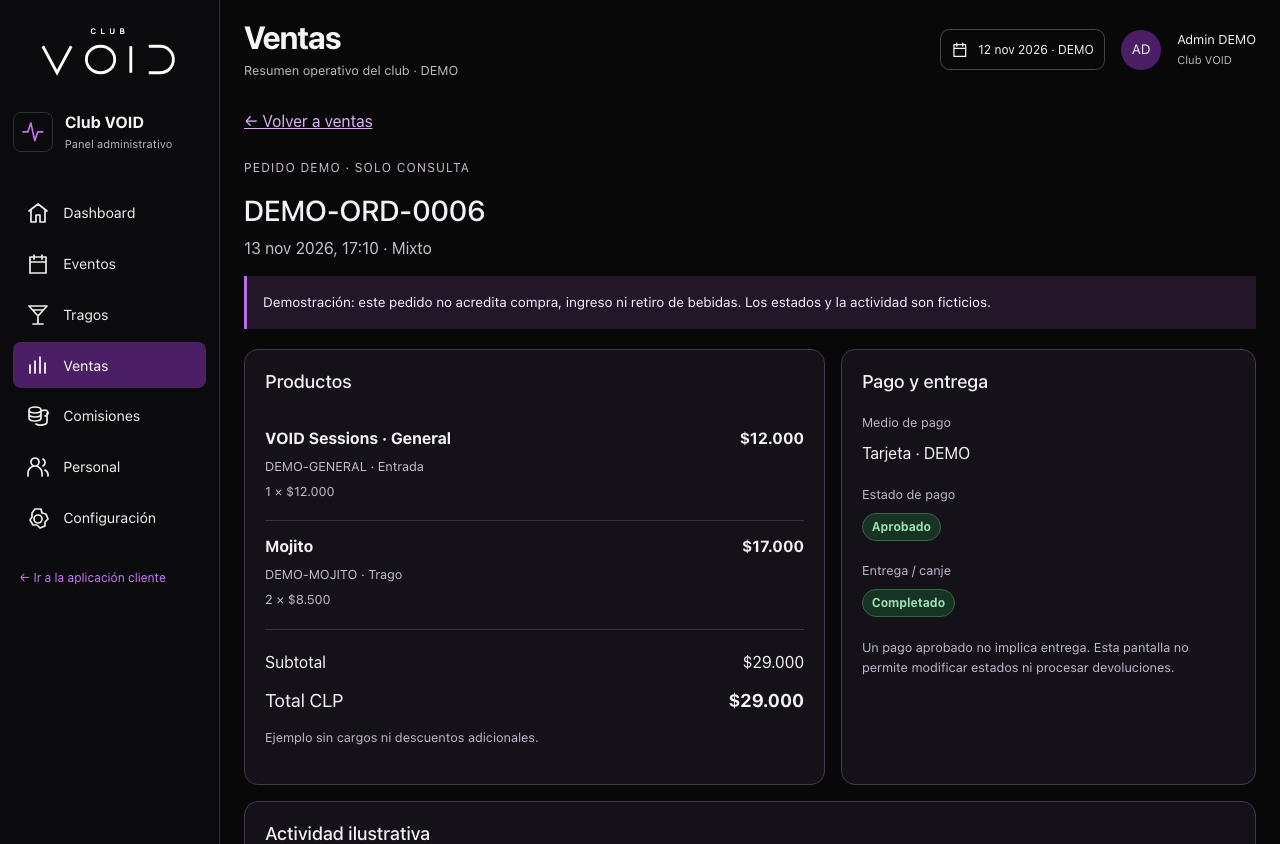 CLUB
VOID
Club VOID
Panel administrativo
Dashboard
Eventos
Tragos
Ventas
Comisiones
Personal
Configuración
← Ir a la aplicación cliente
Ventas
Resumen operativo del club · DEMO
12 nov 2026 · DEMO
AD
Admin DEMO
Club VOID
← Volver a ventas
PEDIDO DEMO · SOLO CONSULTA
DEMO-ORD-0006
13 nov 2026, 17:10 · Mixto
Demostración: este pedido no acredita compra, ingreso ni retiro de bebidas. Los estados y la actividad son ficticios.
Productos
VOID Sessions · General $12.000
DEMO-GENERAL · Entrada
1 × $12.000
Mojito $17.000
DEMO-MOJITO · Trago
2 × $8.500
Subtotal $29.000
Total CLP $29.000
Ejemplo sin cargos ni descuentos adicionales.
Pago y entrega
Medio de pago
Tarjeta · DEMO
Estado de pago
Aprobado
Entrega / canje
Completado
Un pago aprobado no implica entrega. Esta pantalla no
permite modificar estados ni procesar devoluciones.
Actividad ilustrativa